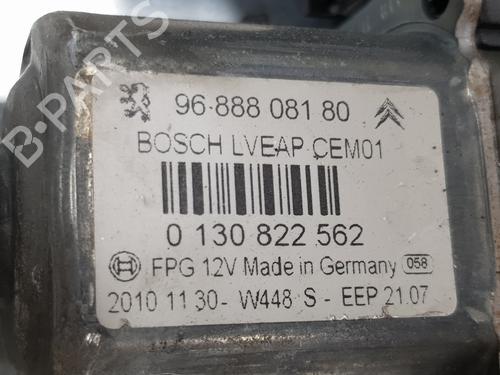 96 888 081 80
BOSCH LVEAP CEM01
0 130 822 562
FPG 12V Made in Germany 058
2010 11 30- W448 S - EEP 21.07
B-PARTS